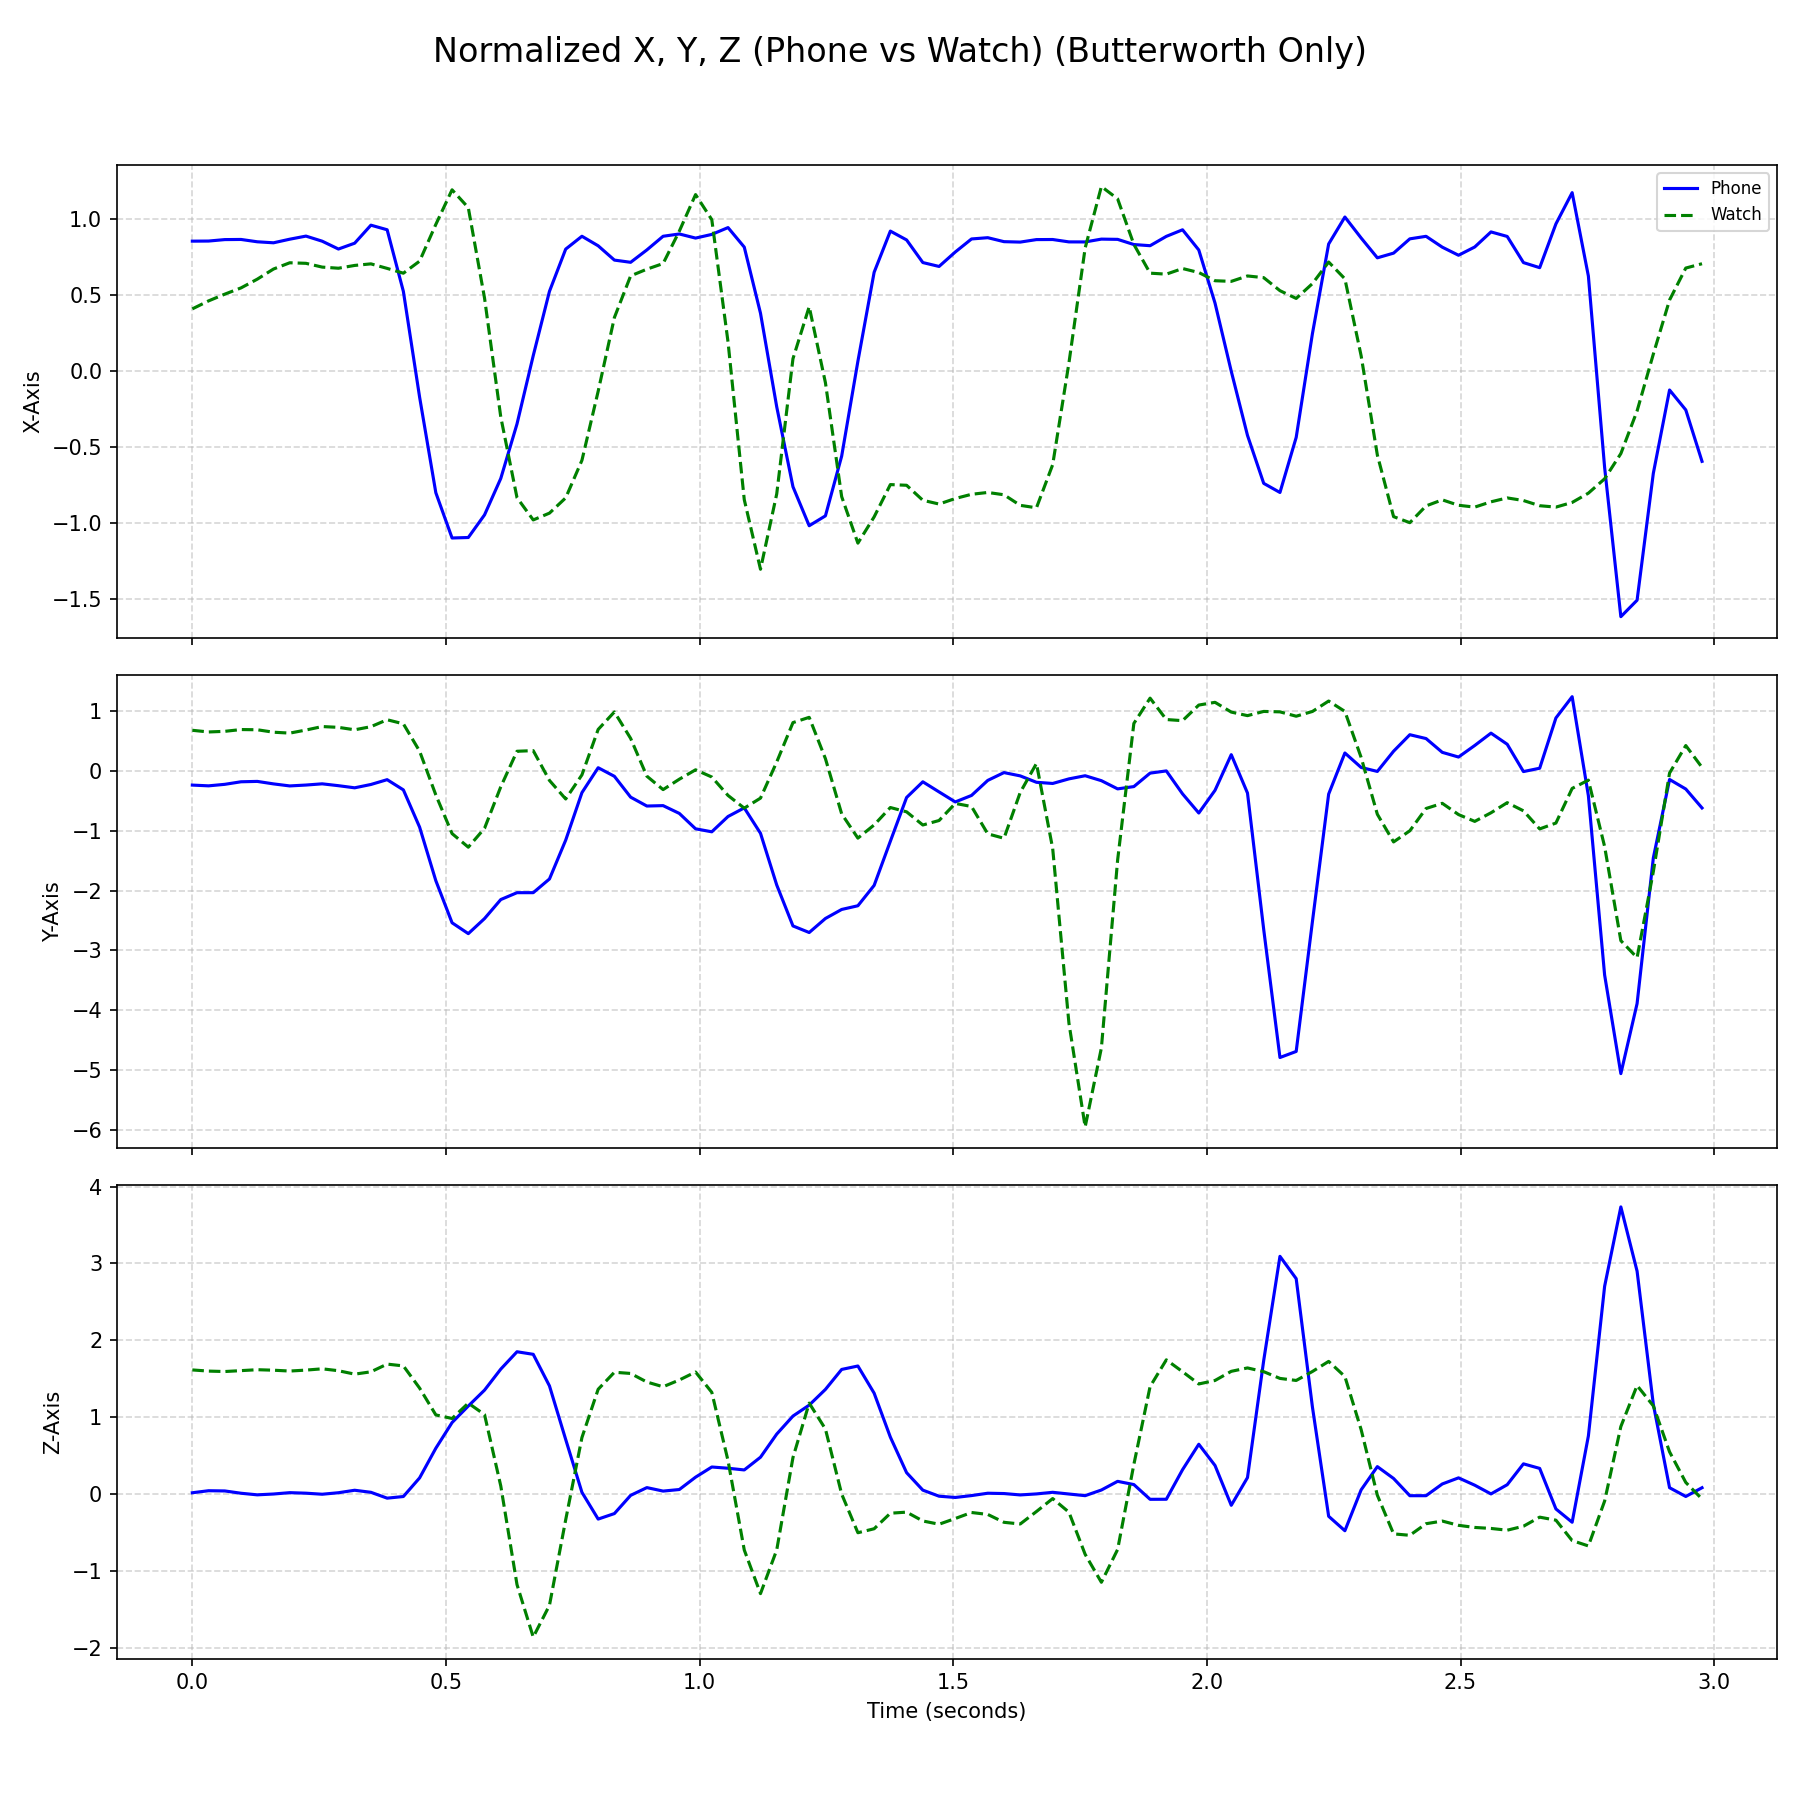 Normalized X, Y, Z (Phone vs Watch) (Butterworth Only)
Phone
Watch
1.0
0.5
0.0
−0.5
−1.0
−1.5
X-Axis
1
0
−1
−2
−3
−4
−5
−6
Y-Axis
4
3
2
1
0
−1
−2
Z-Axis
0.0 0.5 1.0 1.5 2.0 2.5 3.0
Time (seconds)